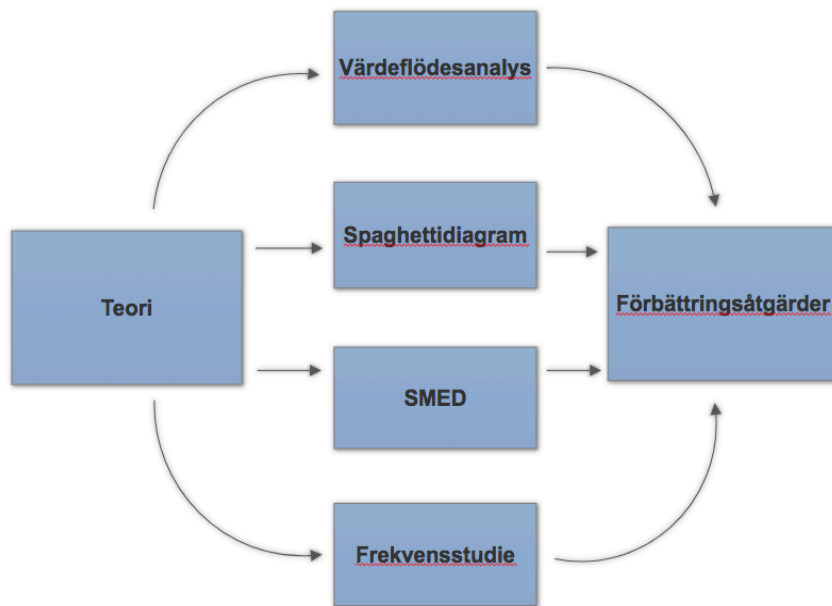 Värdeflödesanalys
Spaghettidiagram
Teori
Förbättringsåtgärder
SMED
Frekvensstudie